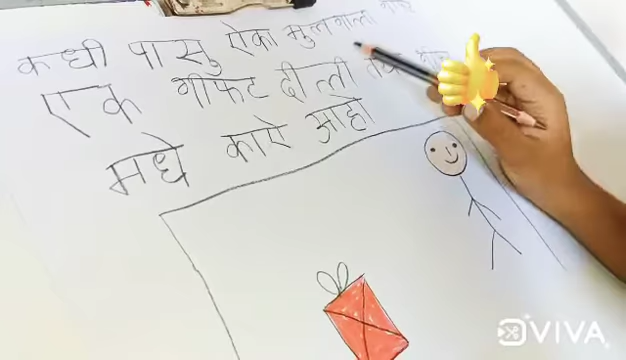 कधी पासु ऐका मुलगाला
एक गीफट दीत्ती त्या
मधे काऐ आहो
VIVA